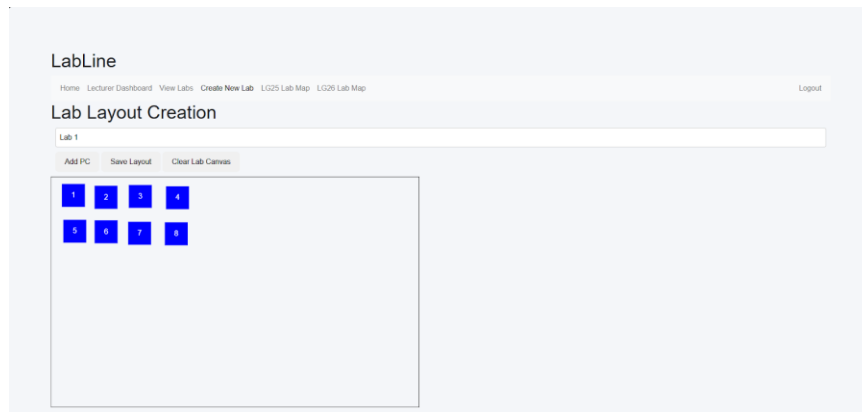 LabLine
Home Lecturer Dashboard View Labs Create New Lab LG25 Lab Map LG26 Lab Map Logout
Lab Layout Creation
Lab 1
Add PC Save Layout Clear Lab Canvas
1 2 3 4
5 6 7 8